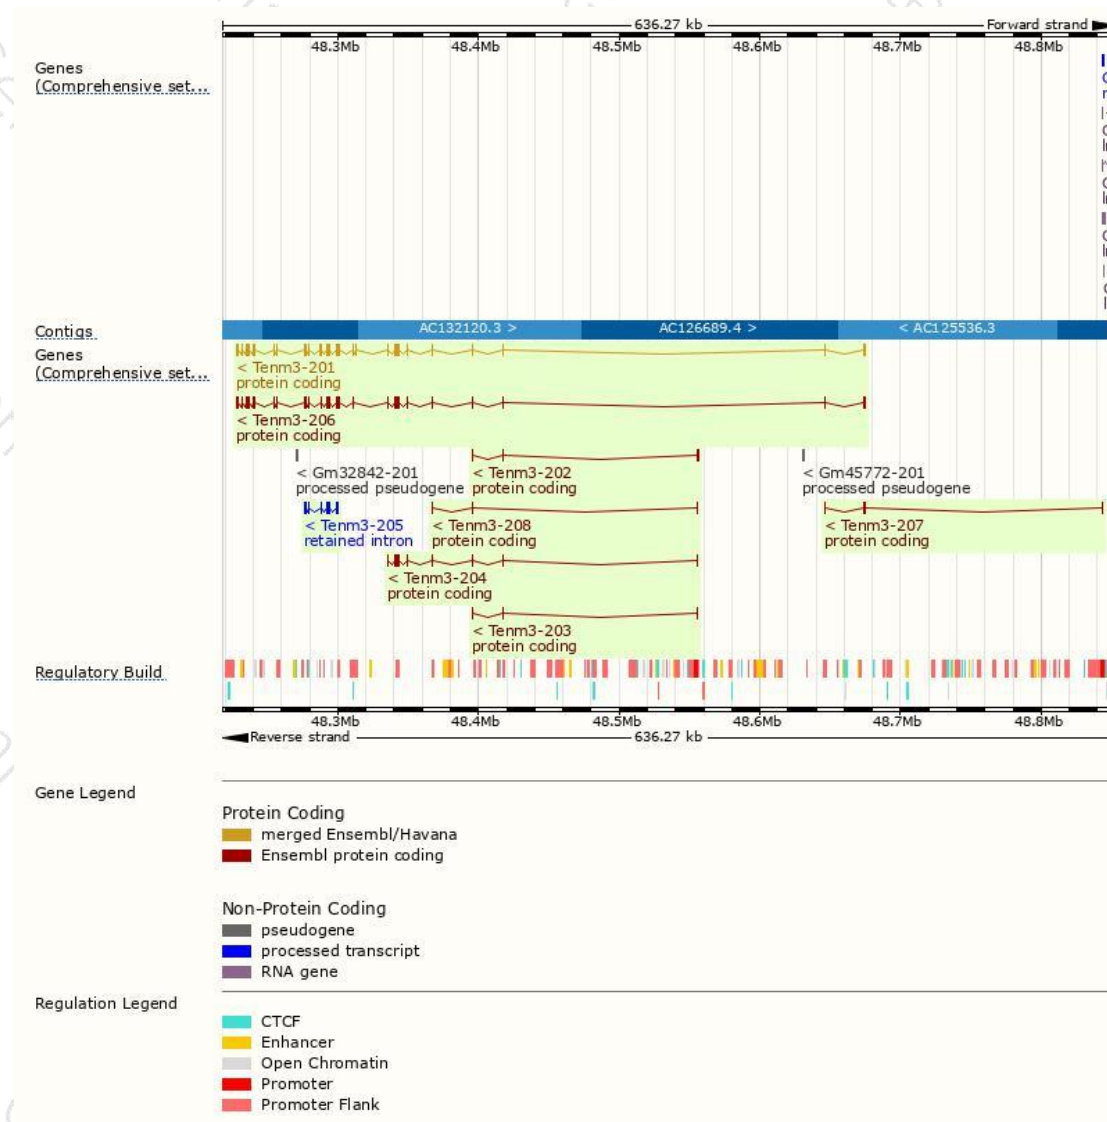 636.27 kb Forward strand
48.3Mb 48.4Mb 48.5Mb 48.6Mb 48.7Mb 48.8Mb
Genes
(Comprehensive set...
Contigs
AC132120.3 > AC126689.4 > < AC125536.3
Genes
(Comprehensive set...
< Tenm3-201
protein coding
< Tenm3-206
protein coding
< Gm32842-201 < Tenm3-202 < Gm45772-201
processed pseudogene protein coding processed pseudogene
< Tenm3-205 < Tenm3-208 < Tenm3-207
retained intron protein coding protein coding
< Tenm3-204
protein coding
< Tenm3-203
protein coding
Regulatory Build
48.3Mb 48.4Mb 48.5Mb 48.6Mb 48.7Mb 48.8Mb
Reverse strand 636.27 kb
Gene Legend
Protein Coding
merged Ensembl/Havana
Ensembl protein coding
Non-Protein Coding
pseudogene
processed transcript
RNA gene
Regulation Legend
CTCF
Enhancer
Open Chromatin
Promoter
Promoter Flank